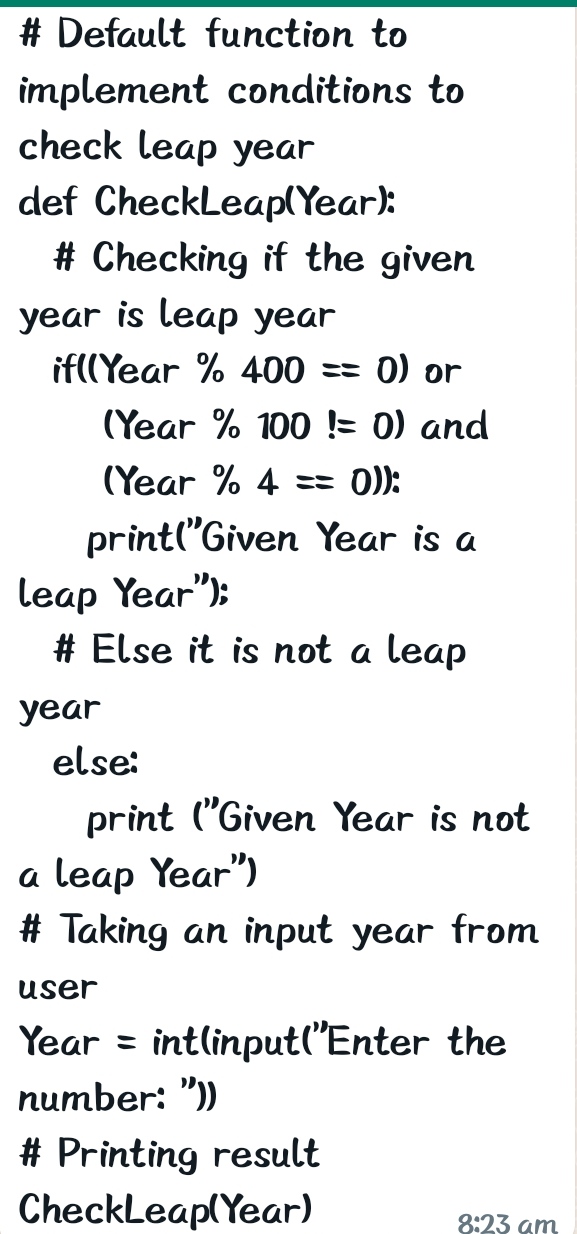 # Default function to
implement conditions to
check leap year
def CheckLeap(Year):
# Checking if the given
year is leap year
if((Year % 400 == 0) or
(Year % 100 != 0) and
(Year % 4 == 0)):
print("Given Year is a
leap Year");
# Else it is not a leap
year
else:
print ("Given Year is not
a leap Year")
# Taking an input year from
user
Year = int(input("Enter the
number: "))
# Printing result
CheckLeap(Year)
8:23 am